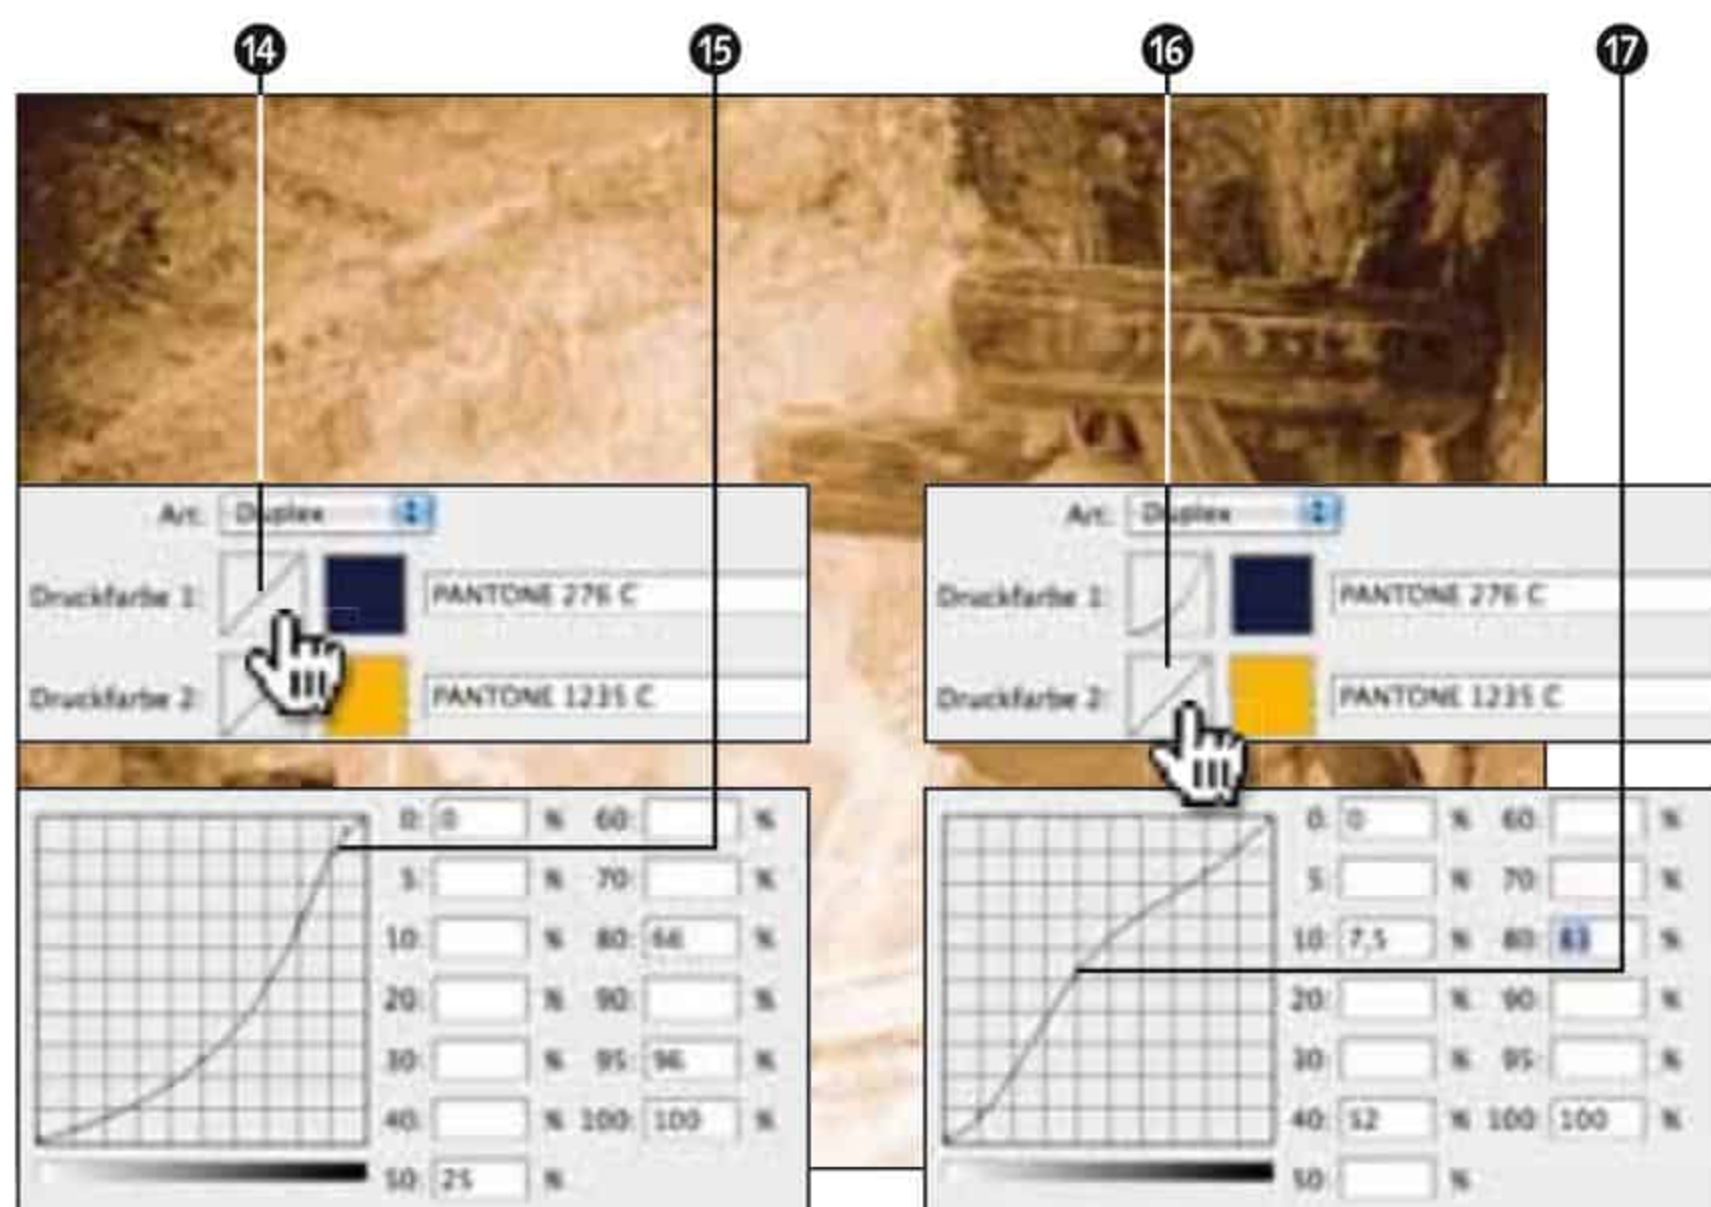 14 15 16 17
Art: Duplex
Druckfarbe 1: PANTONE 276 C
Druckfarbe 2: PANTONE 1235 C
Art: Duplex
Druckfarbe 1: PANTONE 276 C
Druckfarbe 2: PANTONE 1235 C
0: 0 % 60: %
5: % 70: %
10: % 80: %
20: % 90: %
30: % 95: 96 %
40: % 100: 100 %
50: 25 %
0: 0 % 60: %
5: % 70: %
10: 7,5 % 80: %
20: % 90: %
30: % 95: %
40: 52 % 100: 100 %
50: %